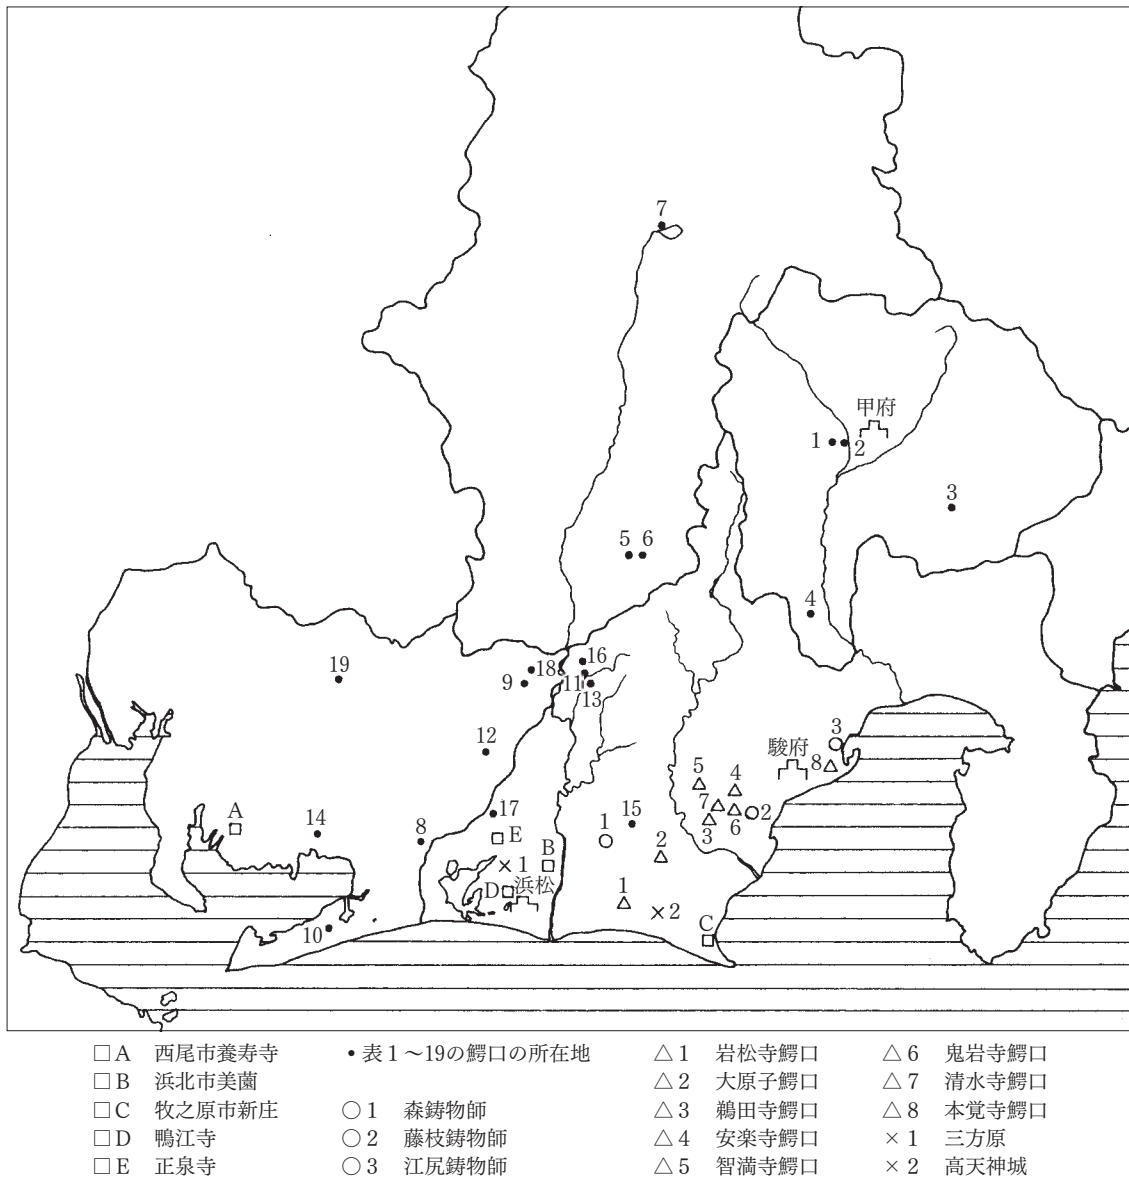 7
甲府
1 2
3
5 6
4
19
18
16
9
11
13
12
3
駿府
8
5
4
7
3
6
2
17
14
A
8
E
15
1
B
2
1
D
浜松
1
2
C
10
□A 西尾市養寿寺
□B 浜北市美薗
□C 牧之原市新庄
□D 鴨江寺
□E 正泉寺
•表1～19の鰐口の所在地
○1 森鋳物師
○2 藤枝鋳物師
○3 江尻鋳物師
△1 岩松寺鰐口
△2 大原子鰐口
△3 鵜田寺鰐口
△4 安楽寺鰐口
△5 智満寺鰐口
△6 鬼岩寺鰐口
△7 清水寺鰐口
△8 本覚寺鰐口
×1 三方原
×2 高天神城